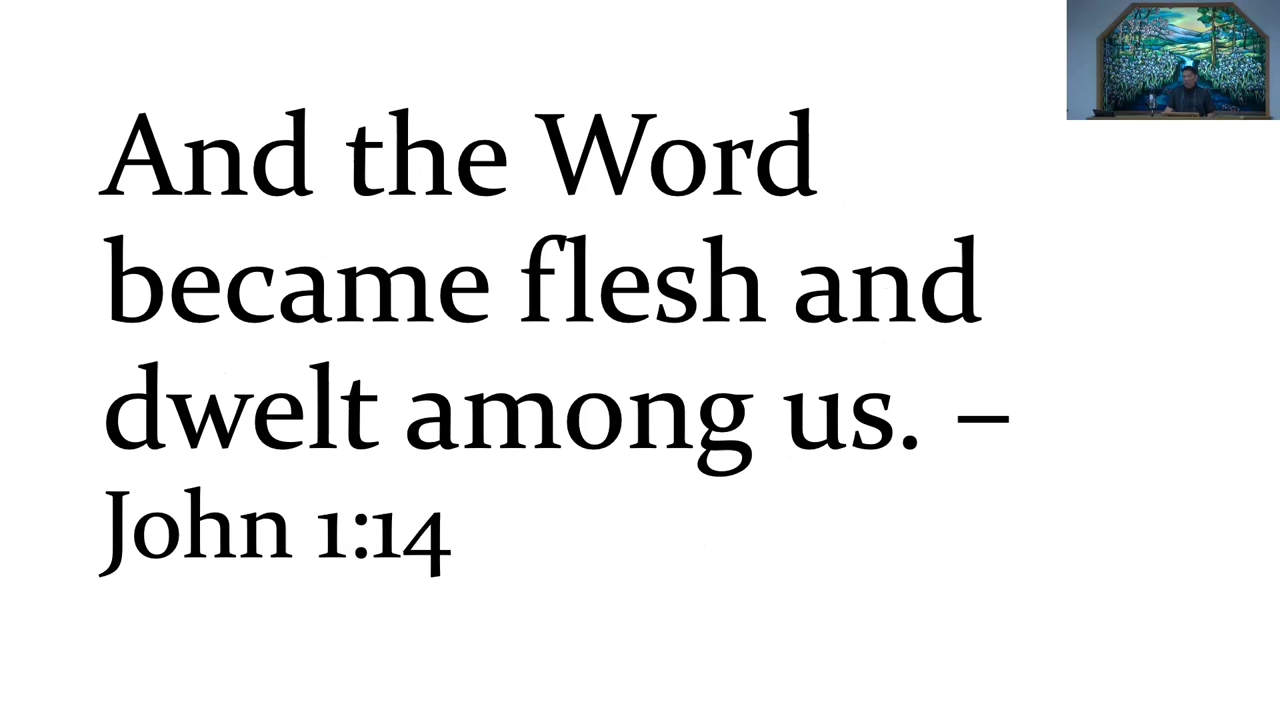 And the Word
became flesh and
dwelt among us. –
John 1:14